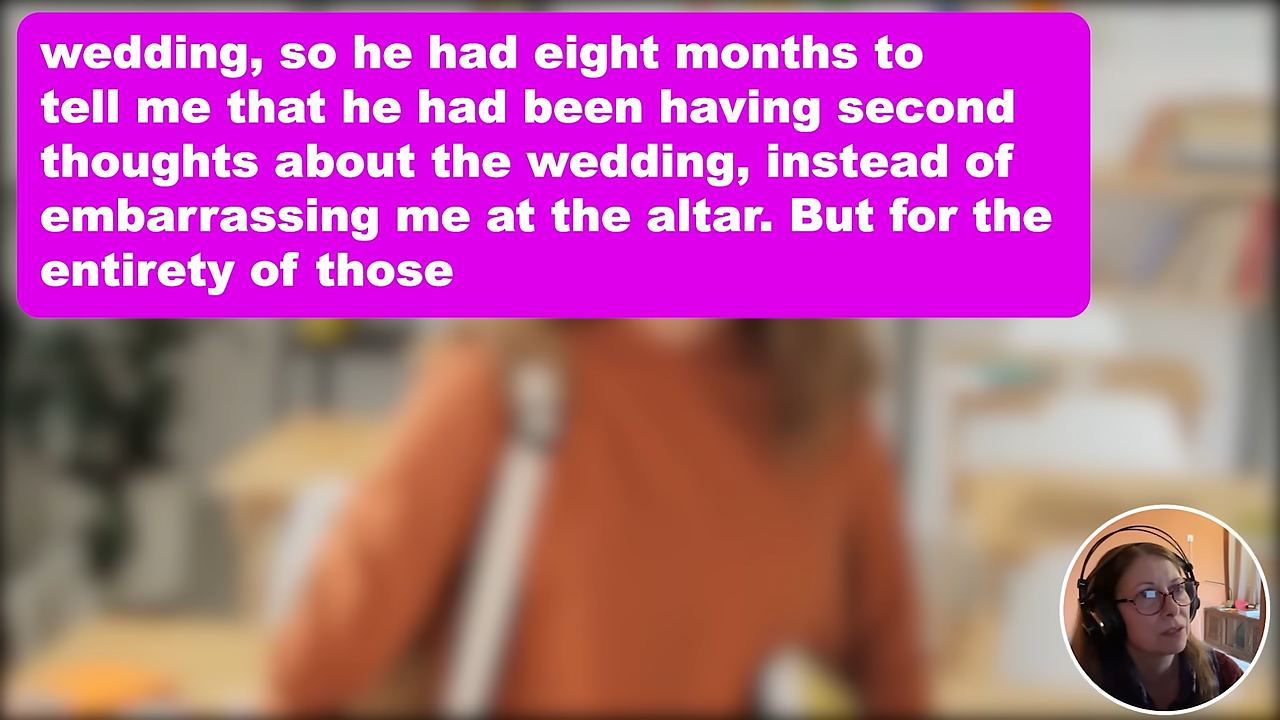 wedding, so he had eight months to
tell me that he had been having second
thoughts about the wedding, instead of
embarrassing me at the altar. But for the
entirety of those